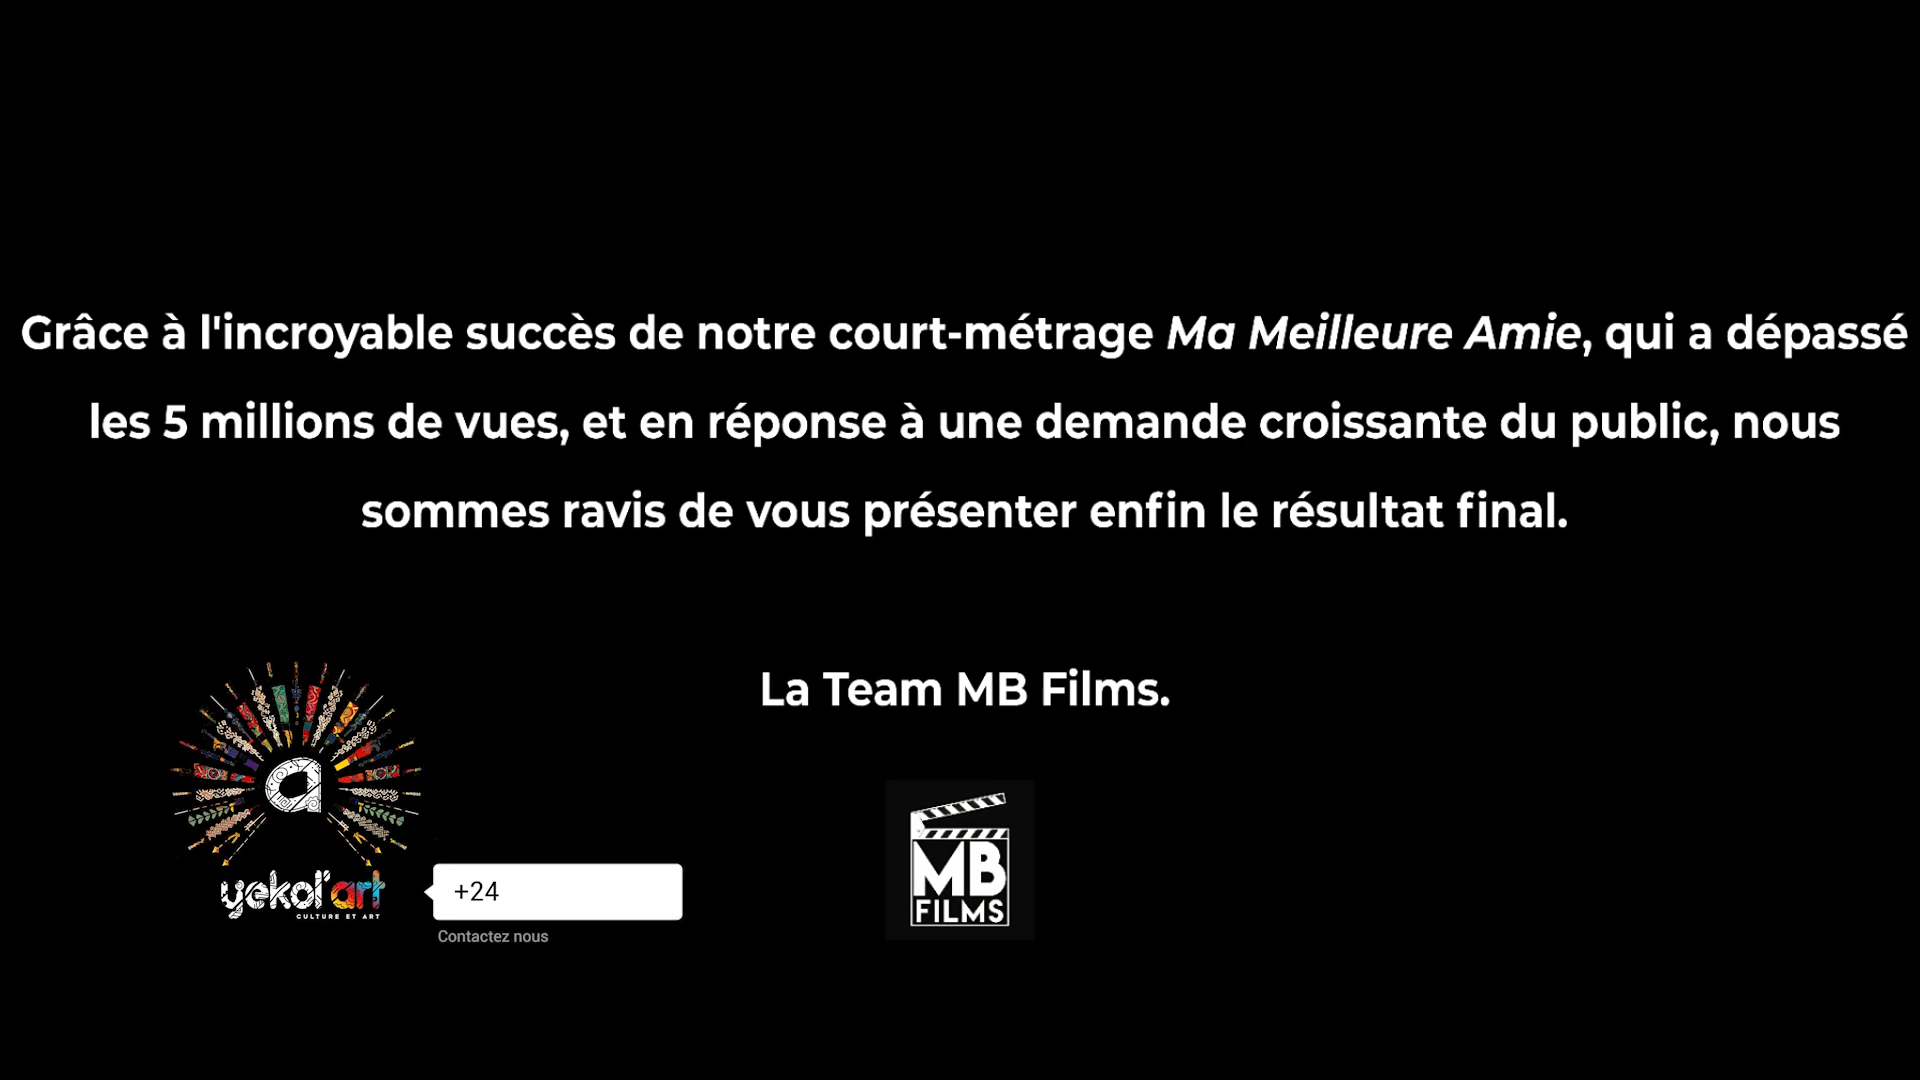 Grâce à l'incroyable succès de notre court-métrage Ma Meilleure Amie, qui a dépassé
les 5 millions de vues, et en réponse à une demande croissante du public, nous
sommes ravis de vous présenter enfin le résultat final.
La Team MB Films.
a
yekol'art
CULTURE ET ART
+24
Contactez nous
MB
FILMS